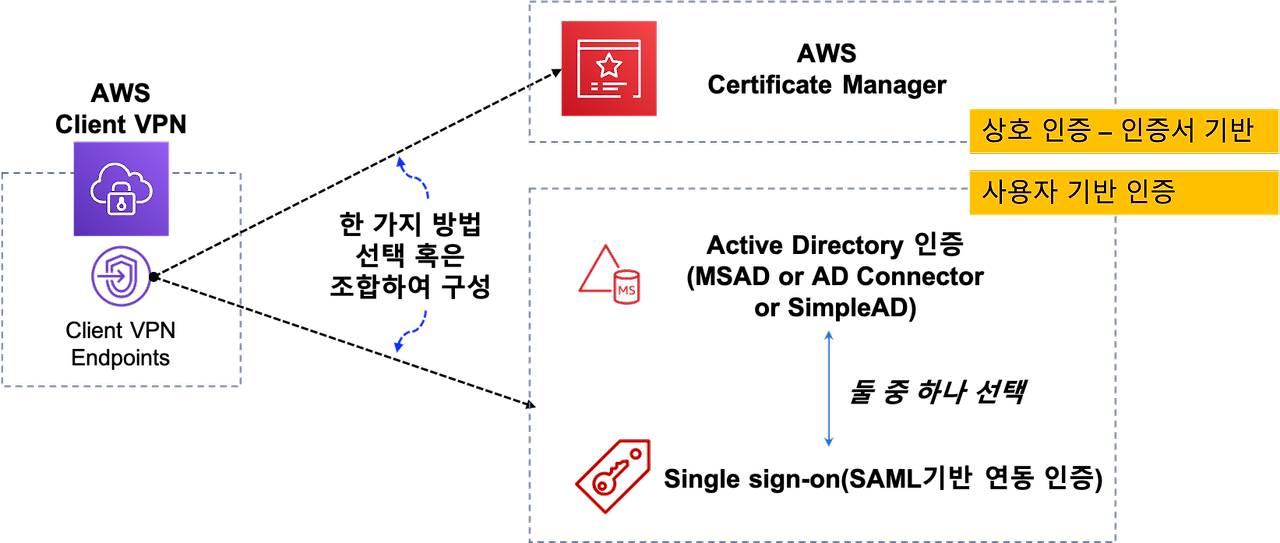 AWS
Client VPN
Client VPN
Endpoints
한 가지 방법
선택 혹은
조합하여 구성
AWS
Certificate Manager
상호 인증 – 인증서 기반
사용자 기반 인증
Active Directory 인증
(MSAD or AD Connector
or SimpleAD)
MS
둘 중 하나 선택
Single sign-on(SAML기반 연동 인증)